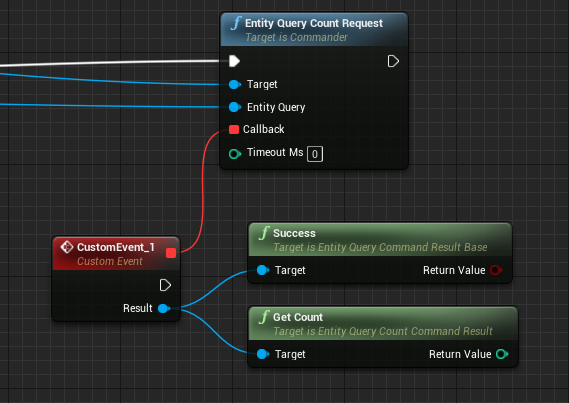 Entity Query Count Request
Target is Commander
Target
Entity Query
Callback
Timeout Ms 0
CustomEvent_1
Custom Event
Result
Success
Target is Entity Query Command Result Base
Target Return Value
Get Count
Target is Entity Query Count Command Result
Target Return Value